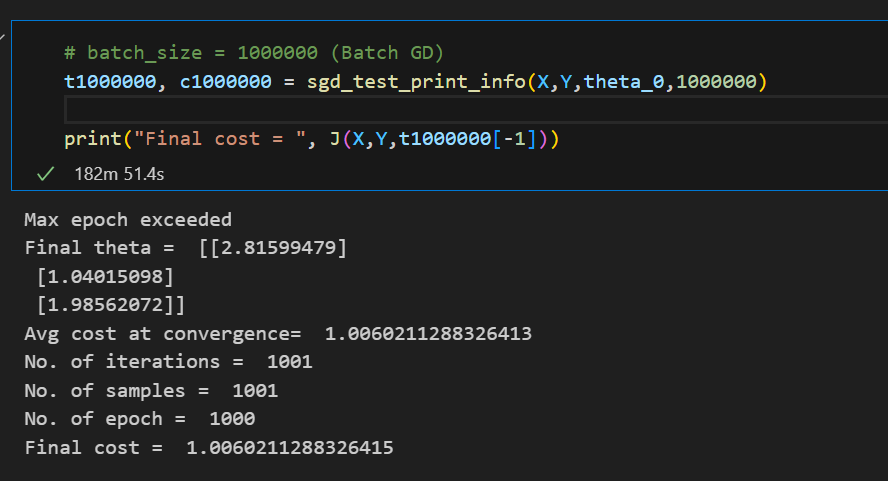 # batch_size = 1000000 (Batch GD)
t1000000, c1000000 = sgd_test_print_info(X,Y,theta_0,1000000)
print("Final cost = ", J(X,Y,t1000000[-1]))
182m 51.4s
Max epoch exceeded
Final theta =  [[2.81599479]
 [1.04015098]
 [1.98562072]]
Avg cost at convergence=  1.0060211288326413
No. of iterations =  1001
No. of samples =  1001
No. of epoch =  1000
Final cost =  1.0060211288326415